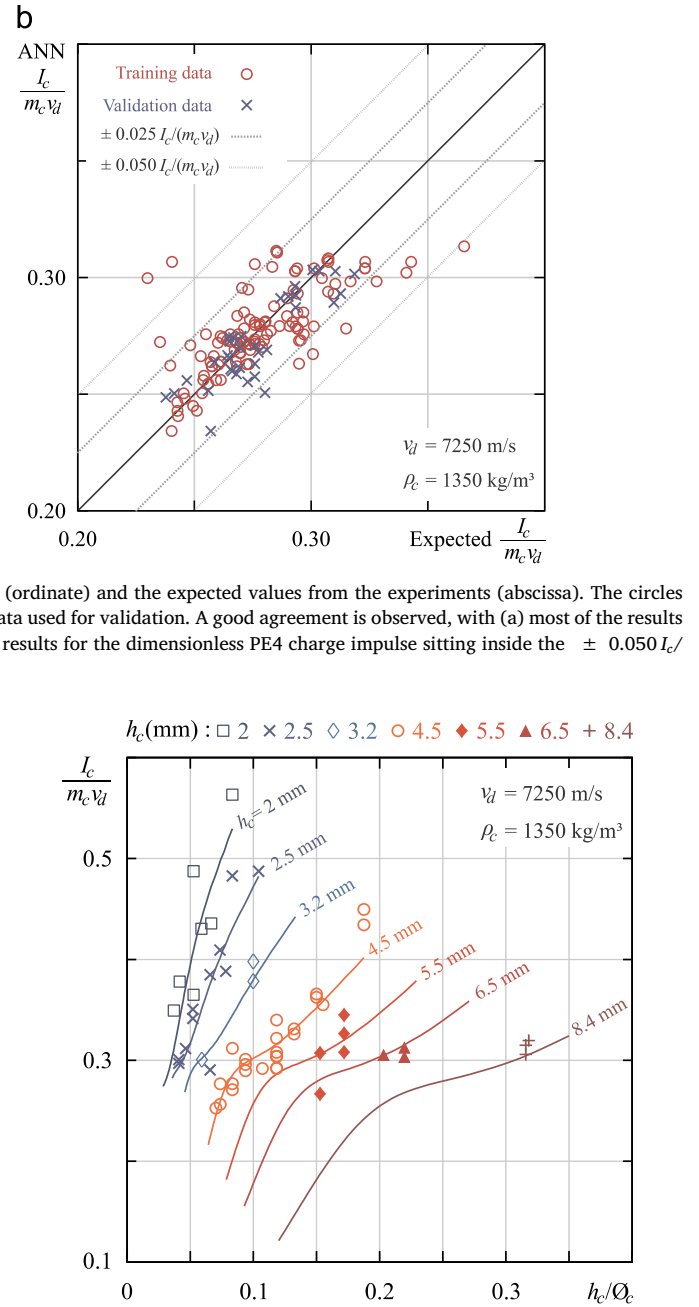 b
ANN
I_c
m_c v_d
Training data
Validation data
± 0.025 I_c/(m_c v_d)
± 0.050 I_c/(m_c v_d)
0.30
v_d = 7250 m/s
ρ_c = 1350 kg/m³
0.20
0.20 0.30 Expected I_c
m_c v_d
(ordinate) and the expected values from the experiments (abscissa). The circles
ata used for validation. A good agreement is observed, with (a) most of the results
results for the dimensionless PE4 charge impulse sitting inside the ± 0.050 I_c/
h_c(mm) : 2 2.5 3.2 4.5 5.5 6.5 8.4
I_c
m_c v_d
v_d = 7250 m/s
ρ_c = 1350 kg/m³
h_c= 2 mm
2.5 mm
3.2 mm
4.5 mm
5.5 mm
6.5 mm
8.4 mm
0.5
0.3
0.1
0 0.1 0.2 0.3 h_c/Ø_c